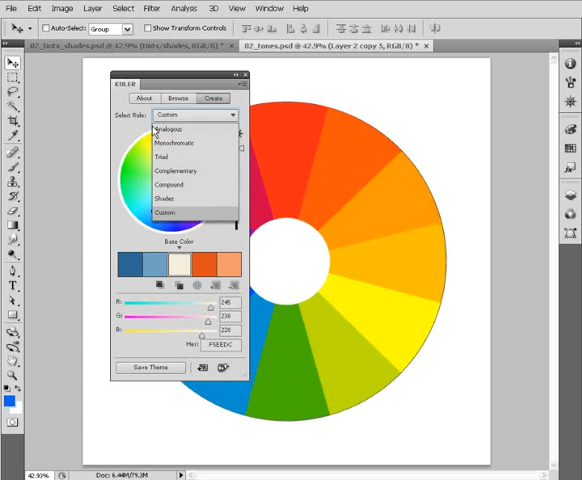 File Edit Image Layer Select Filter Analysis 3D View Window Help
Auto-Select: Group Show Transform Controls
02_tints_shades.psd @ 42.9% (tints/shades, RGB/8) * × 02_tones.psd @ 42.9% (Layer 2 copy 5, RGB/8) * ×
KULER
About Browse Create
Select Rule: Custom
Analogous
Monochromatic
Triad
Complementary
Compound
Shades
Custom
Base Color
R: 245
G: 238
B: 220
Hex: F5EEDC
Save Theme
42.93% Doc: 6.44M/79.3M